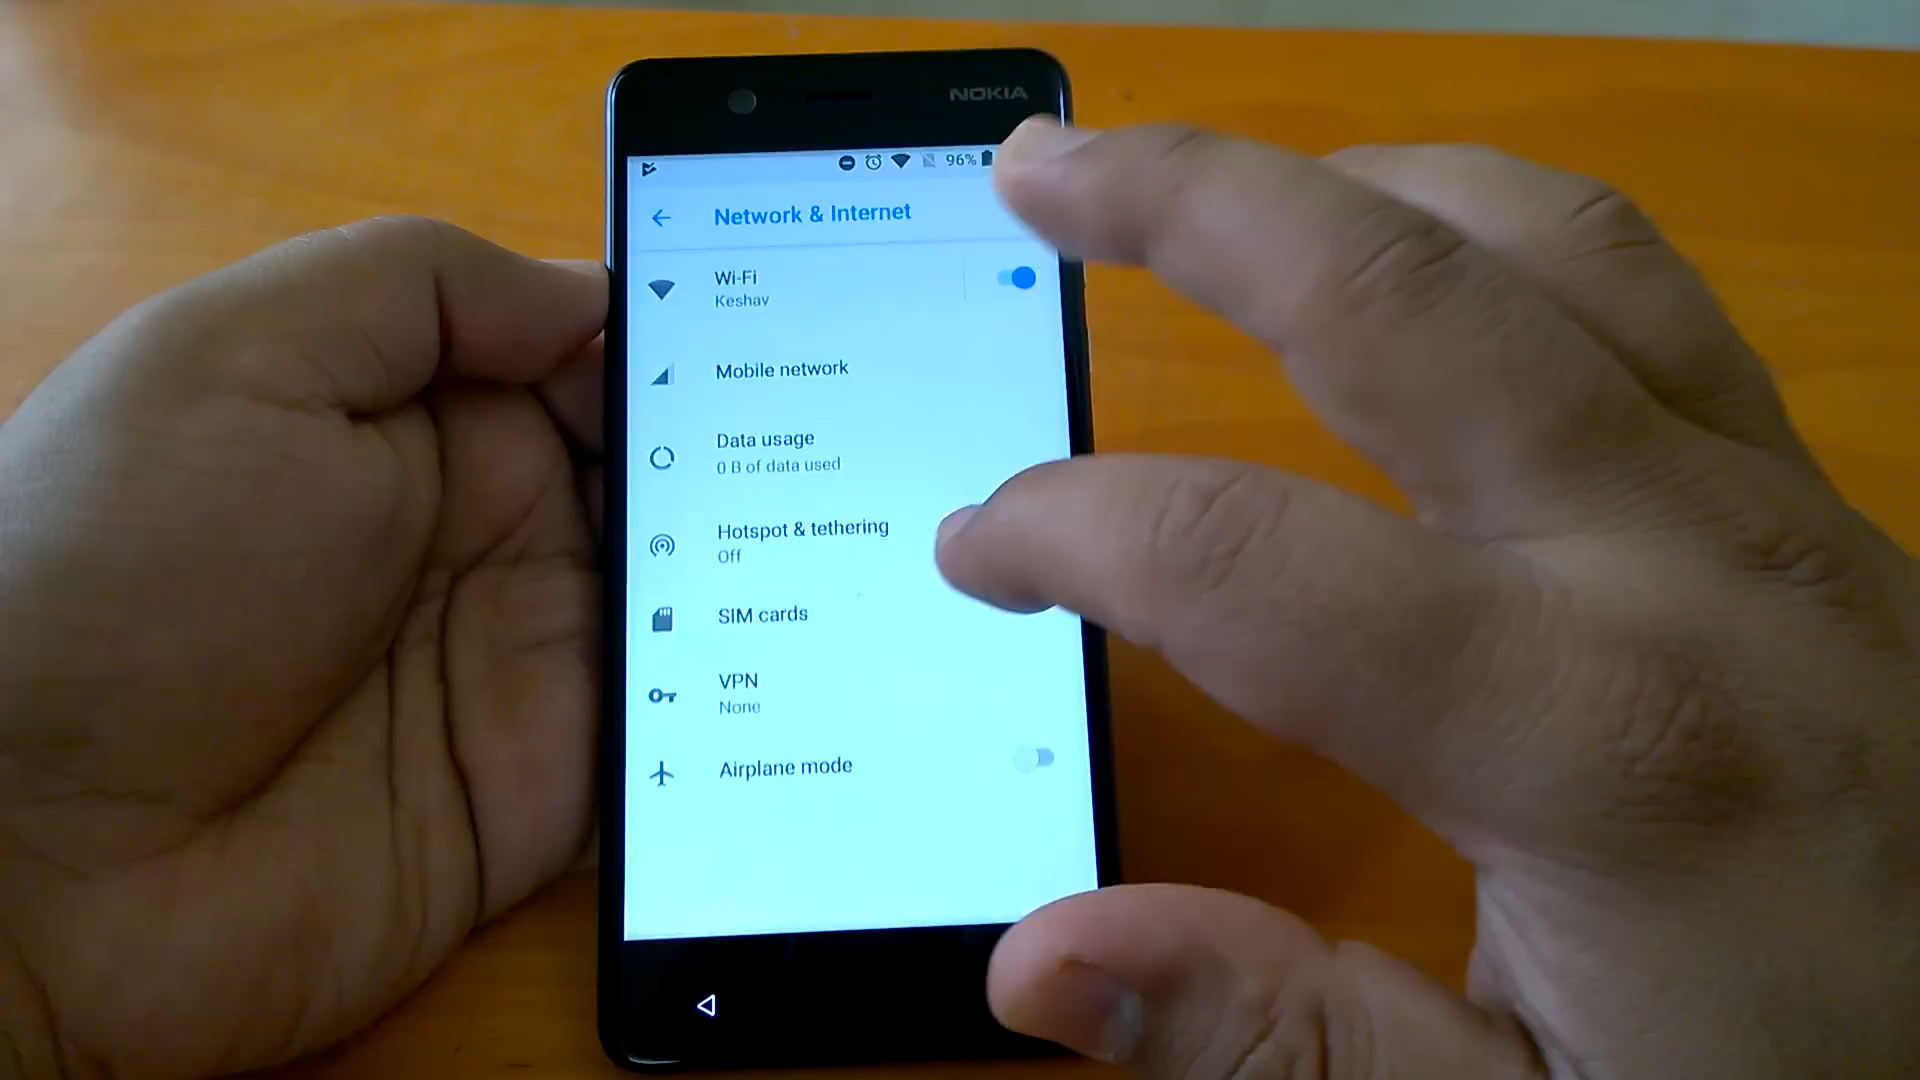 NOKIA
96%
Network & Internet
Wi-Fi
Keshav
Mobile network
Data usage
0 B of data used
Hotspot & tethering
Off
SIM cards
VPN
None
Airplane mode